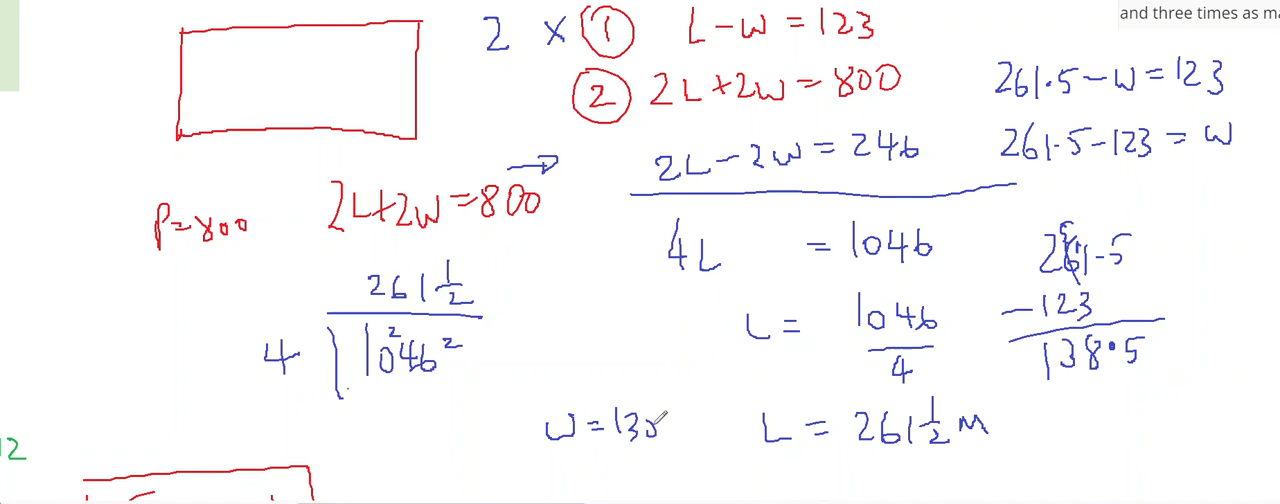 and three times as ma
2 × ① L - W = 123
② 2L + 2W = 800
261.5 - W = 123
2L - 2W = 246
261.5 - 123 = W
P = 800
2L + 2W = 800 →
4L = 1046
261.5
- 123
138.5
261 1/2
4 1046
2 2
L = 1046/4
W = 138
L = 261 1/2 M
12